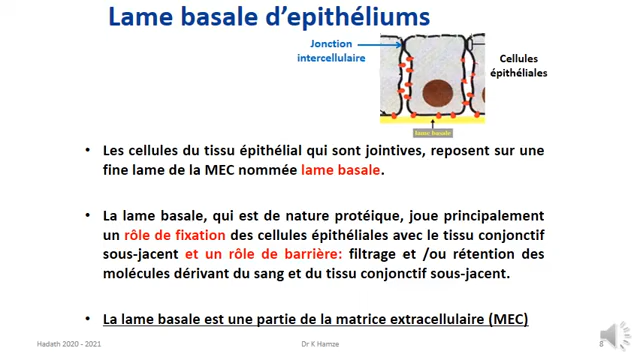 Lame basale d’epithéliums
Jonction
intercellulaire
Cellules
épithéliales
lame basale
• Les cellules du tissu épithélial qui sont jointives, reposent sur une
fine lame de la MEC nommée lame basale.
• La lame basale, qui est de nature protéique, joue principalement
un rôle de fixation des cellules épithéliales avec le tissu conjonctif
sous-jacent et un rôle de barrière: filtrage et /ou rétention des
molécules dérivant du sang et du tissu conjonctif sous-jacent.
• La lame basale est une partie de la matrice extracellulaire (MEC)
Hadath 2020 - 2021
Dr K Hamze
8